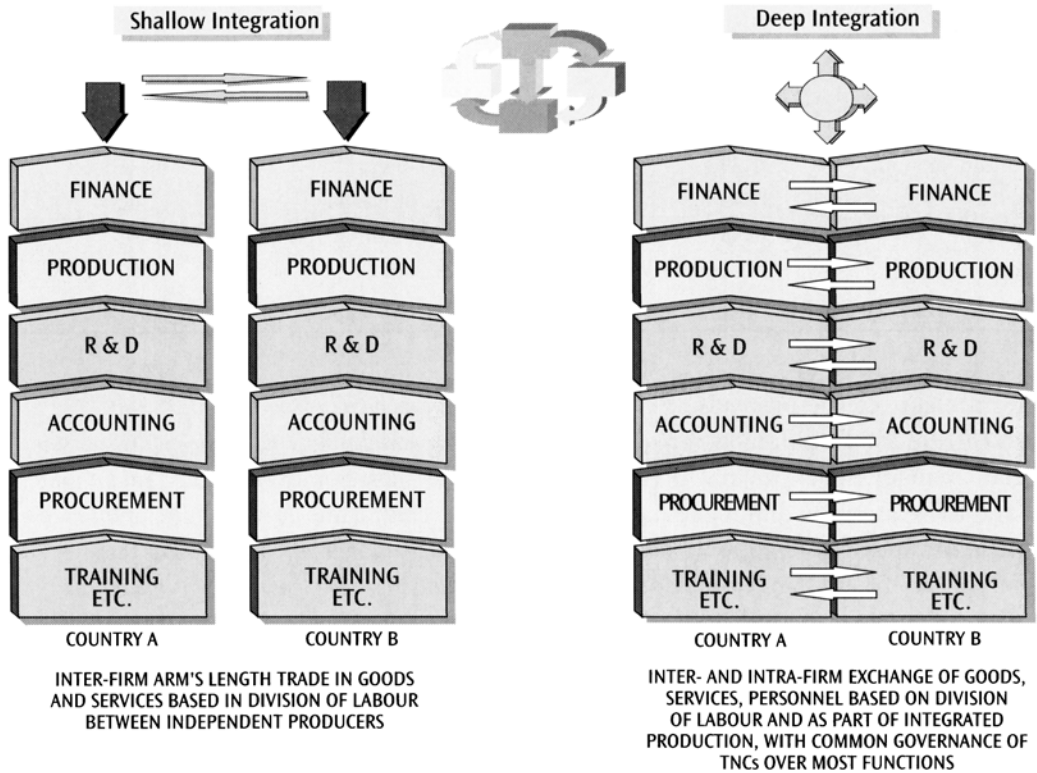 Shallow Integration
FINANCE
PRODUCTION
R & D
ACCOUNTING
PROCUREMENT
TRAINING
ETC.
COUNTRY A
FINANCE
PRODUCTION
R & D
ACCOUNTING
PROCUREMENT
TRAINING
ETC.
COUNTRY B
INTER-FIRM ARM'S LENGTH TRADE IN GOODS
AND SERVICES BASED IN DIVISION OF LABOUR
BETWEEN INDEPENDENT PRODUCERS
Deep Integration
FINANCE
PRODUCTION
R & D
ACCOUNTING
PROCUREMENT
TRAINING
ETC.
COUNTRY A
FINANCE
PRODUCTION
R & D
ACCOUNTING
PROCUREMENT
TRAINING
ETC.
COUNTRY B
INTER- AND INTRA-FIRM EXCHANGE OF GOODS,
SERVICES, PERSONNEL BASED ON DIVISION
OF LABOUR AND AS PART OF INTEGRATED
PRODUCTION, WITH COMMON GOVERNANCE OF
TNCs OVER MOST FUNCTIONS